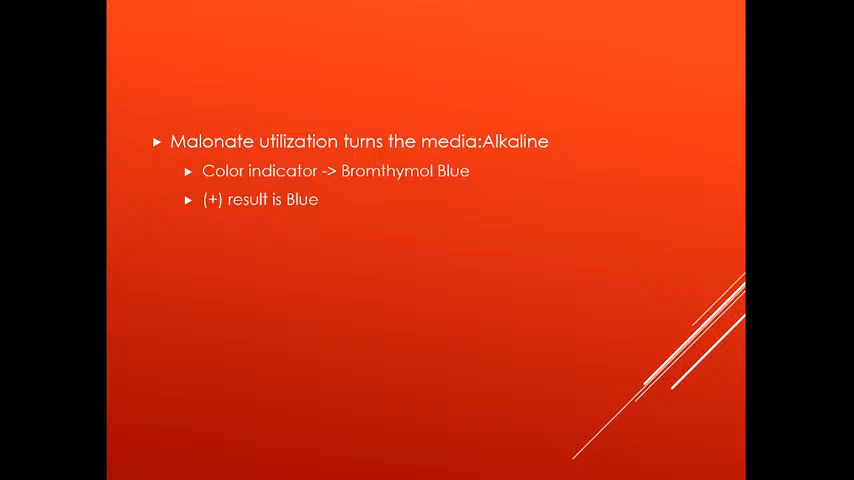 Malonate utilization turns the media:Alkaline
Color indicator -> Bromthymol Blue
(+) result is Blue